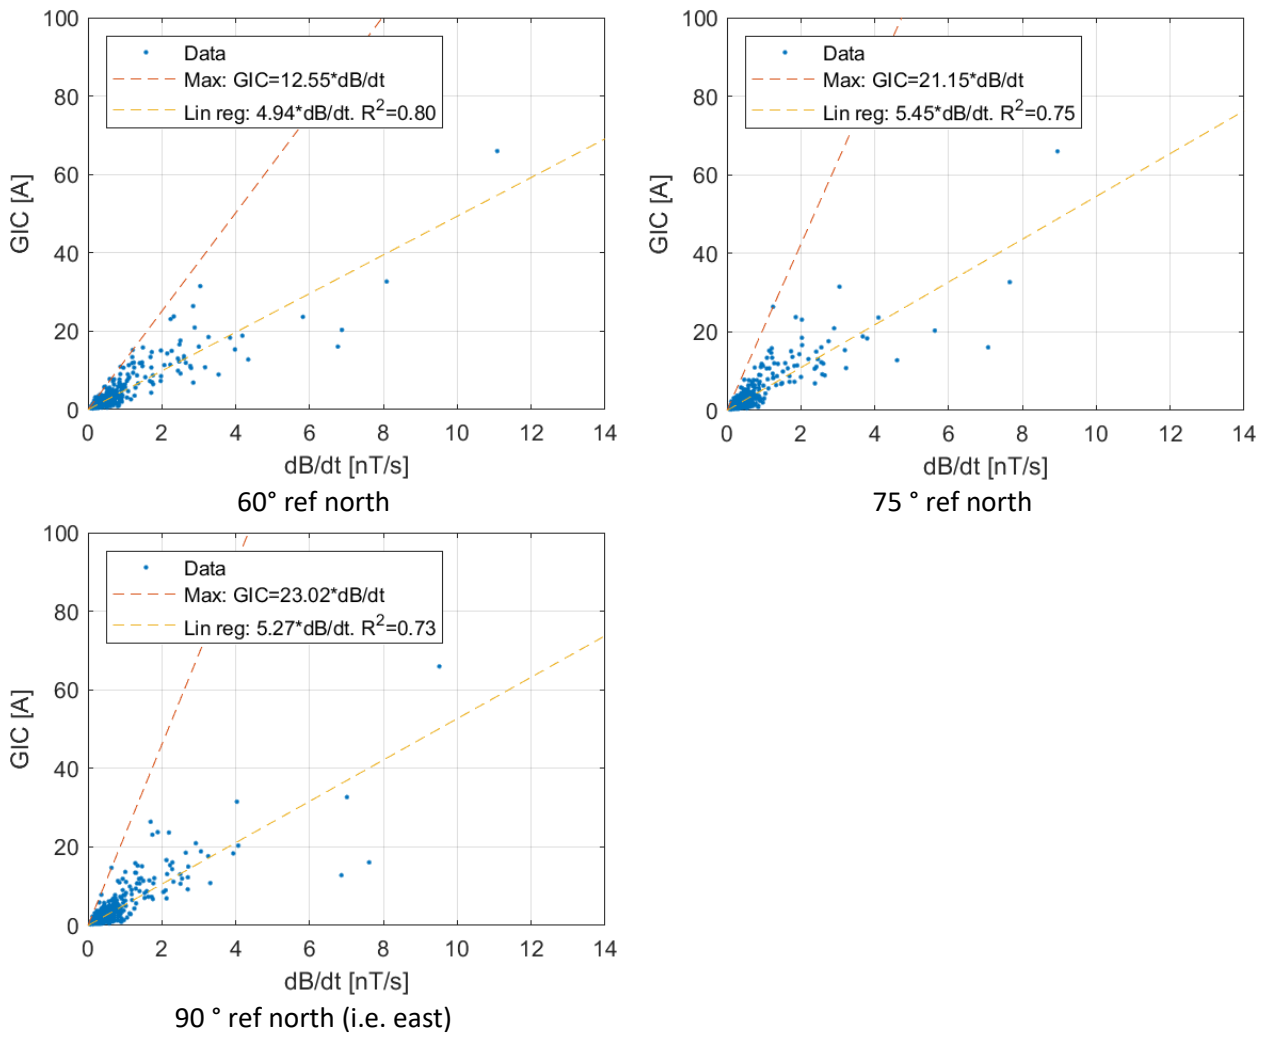 100
80
60
40
20
0
GIC [A]
Data
Max: GIC=12.55*dB/dt
Lin reg: 4.94*dB/dt. R²=0.80
0 2 4 6 8 10 12 14
dB/dt [nT/s]
60° ref north
100
80
60
40
20
0
GIC [A]
Data
Max: GIC=21.15*dB/dt
Lin reg: 5.45*dB/dt. R²=0.75
0 2 4 6 8 10 12 14
dB/dt [nT/s]
75 ° ref north
100
80
60
40
20
0
GIC [A]
Data
Max: GIC=23.02*dB/dt
Lin reg: 5.27*dB/dt. R²=0.73
0 2 4 6 8 10 12 14
dB/dt [nT/s]
90 ° ref north (i.e. east)